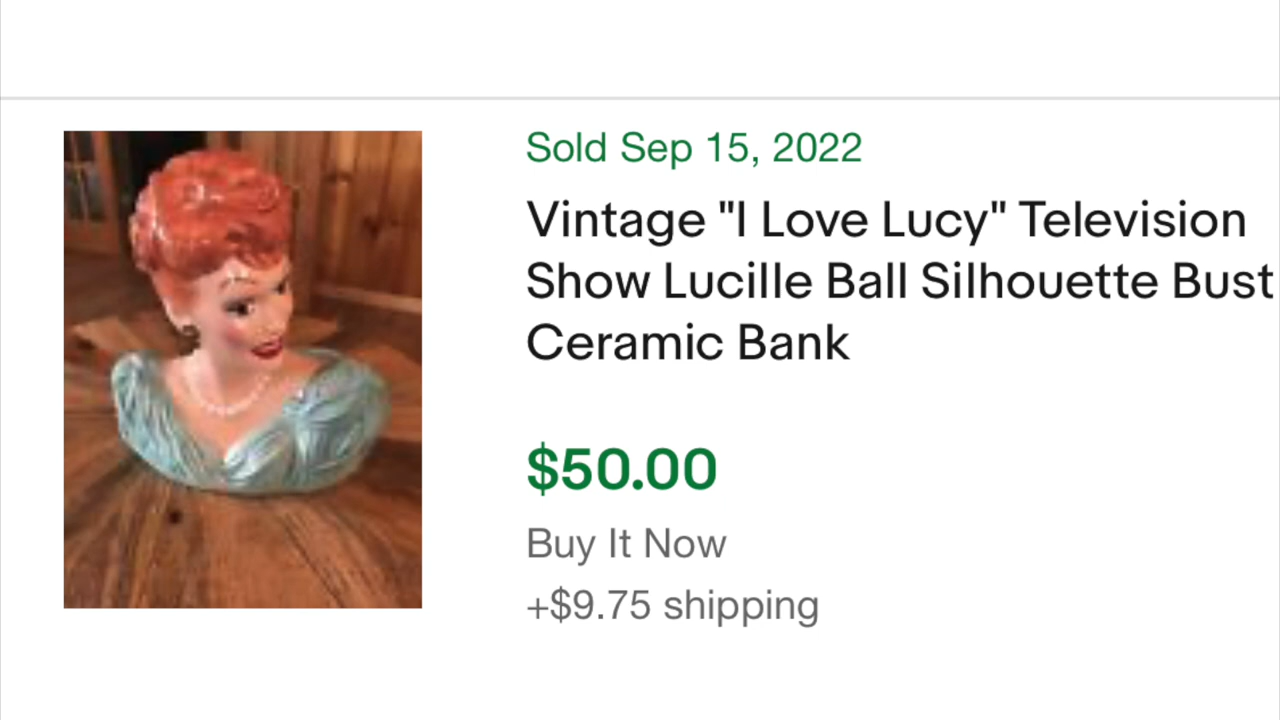 Sold Sep 15, 2022
Vintage "I Love Lucy" Television
Show Lucille Ball Silhouette Bust
Ceramic Bank
$50.00
Buy It Now
+$9.75 shipping